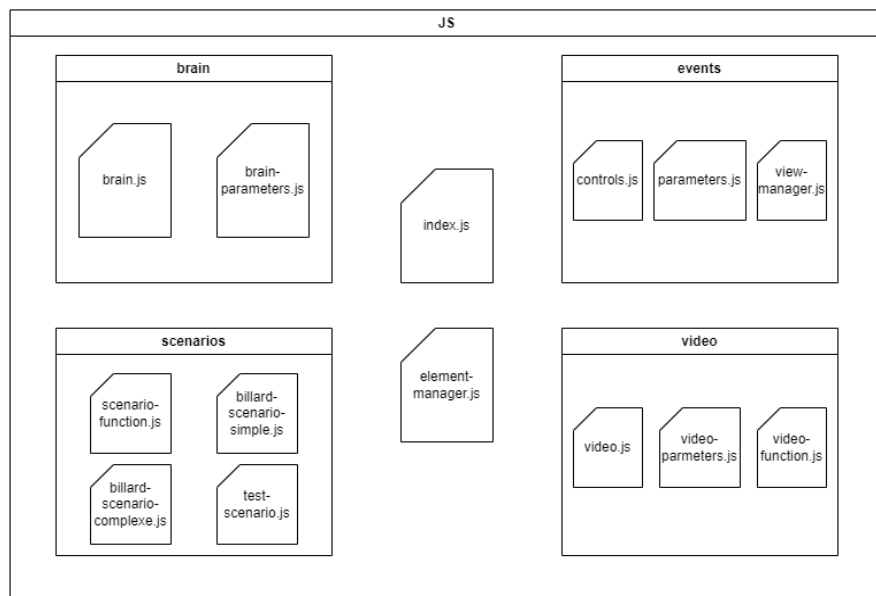 JS
brain
brain.js
brain-
parameters.js
events
controls.js
parameters.js
view-
manager.js
index.js
element-
manager.js
scenarios
scenario-
function.js
billard-
scenario-
simple.js
billard-
scenario-
complexe.js
test-
scenario.js
video
video.js
video-
parmeters.js
video-
function.js